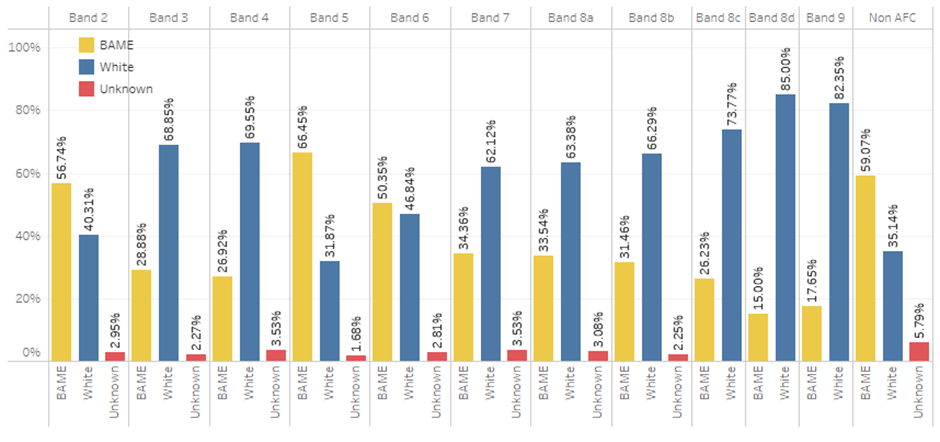 Band 2 Band 3 Band 4 Band 5 Band 6 Band 7 Band 8a Band 8b Band 8c Band 8d Band 9 Non AFC
BAME
White
Unknown
100%
80%
60%
40%
20%
0%
56.74% 40.31% 2.95% 28.88% 68.85% 2.27% 26.92% 69.55% 3.53% 66.45% 31.87% 1.68% 50.35% 46.84% 2.81% 34.36% 62.12% 3.53% 33.54% 63.38% 3.08% 31.46% 66.29% 2.25% 26.23% 73.77% 15.00% 85.00% 17.65% 82.35% 59.07% 35.14% 5.79%
BAME White Unknown BAME White Unknown BAME White Unknown BAME White Unknown BAME White Unknown BAME White Unknown BAME White Unknown BAME White Unknown BAME White BAME White BAME White BAME White Unknown